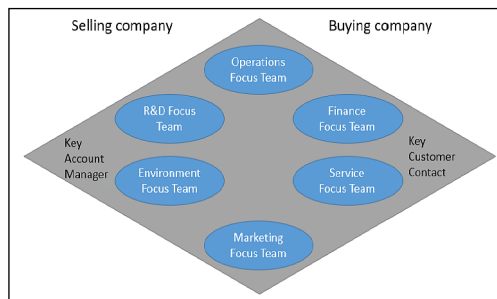 Selling company
Buying company
Operations
Focus Team
R&D Focus
Team
Finance
Focus Team
Key
Account
Manager
Key
Customer
Contact
Environment
Focus Team
Service
Focus Team
Marketing
Focus Team